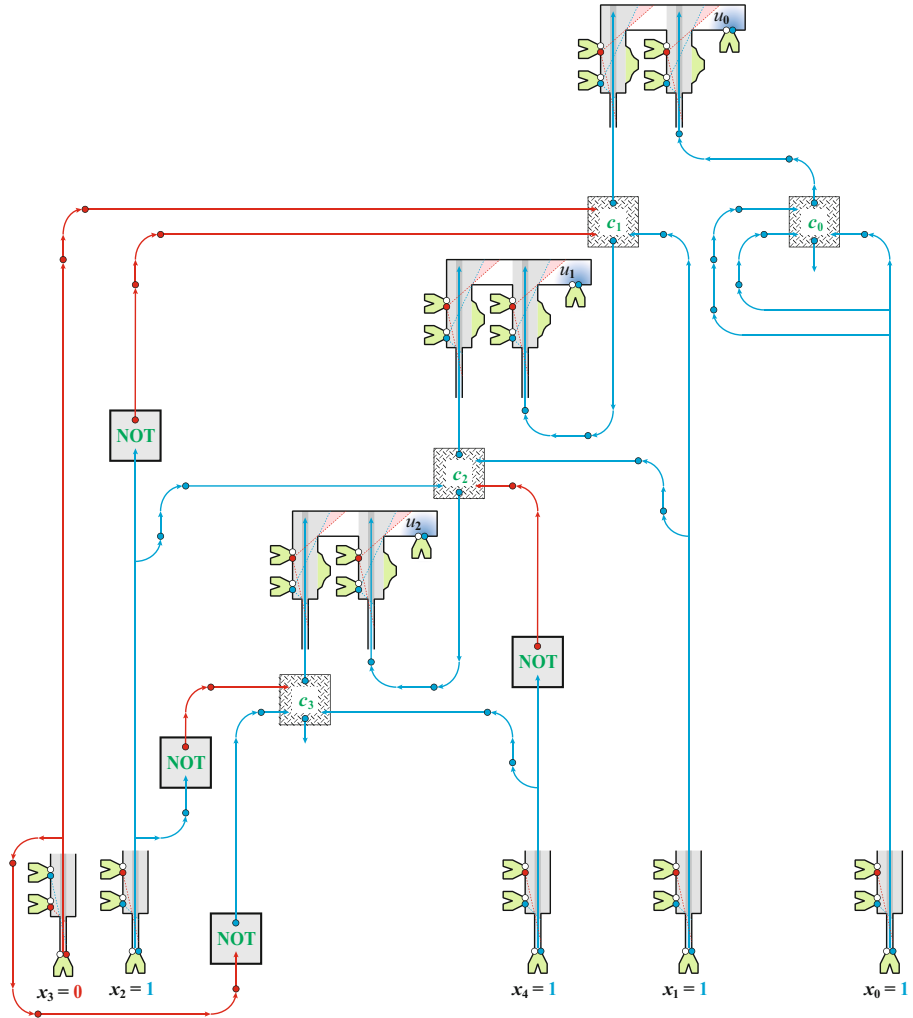 u0
c1
c0
u1
NOT
c2
u2
NOT
c3
NOT
NOT
x3 = 0
x2 = 1
x4 = 1
x1 = 1
x0 = 1